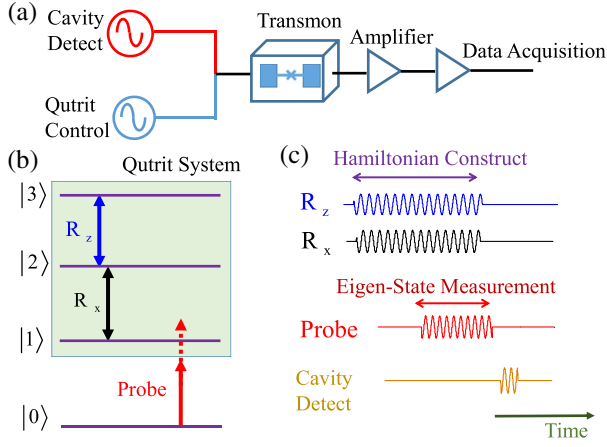 (a)
Cavity
Detect
Qutrit
Control
Transmon
Amplifier
Data Acquisition
(b)
Qutrit System
|3⟩
|2⟩
|1⟩
|0⟩
R z
R x
Probe
(c)
Hamiltonian Construct
R z
R x
Eigen-State Measurement
Probe
Cavity
Detect
Time